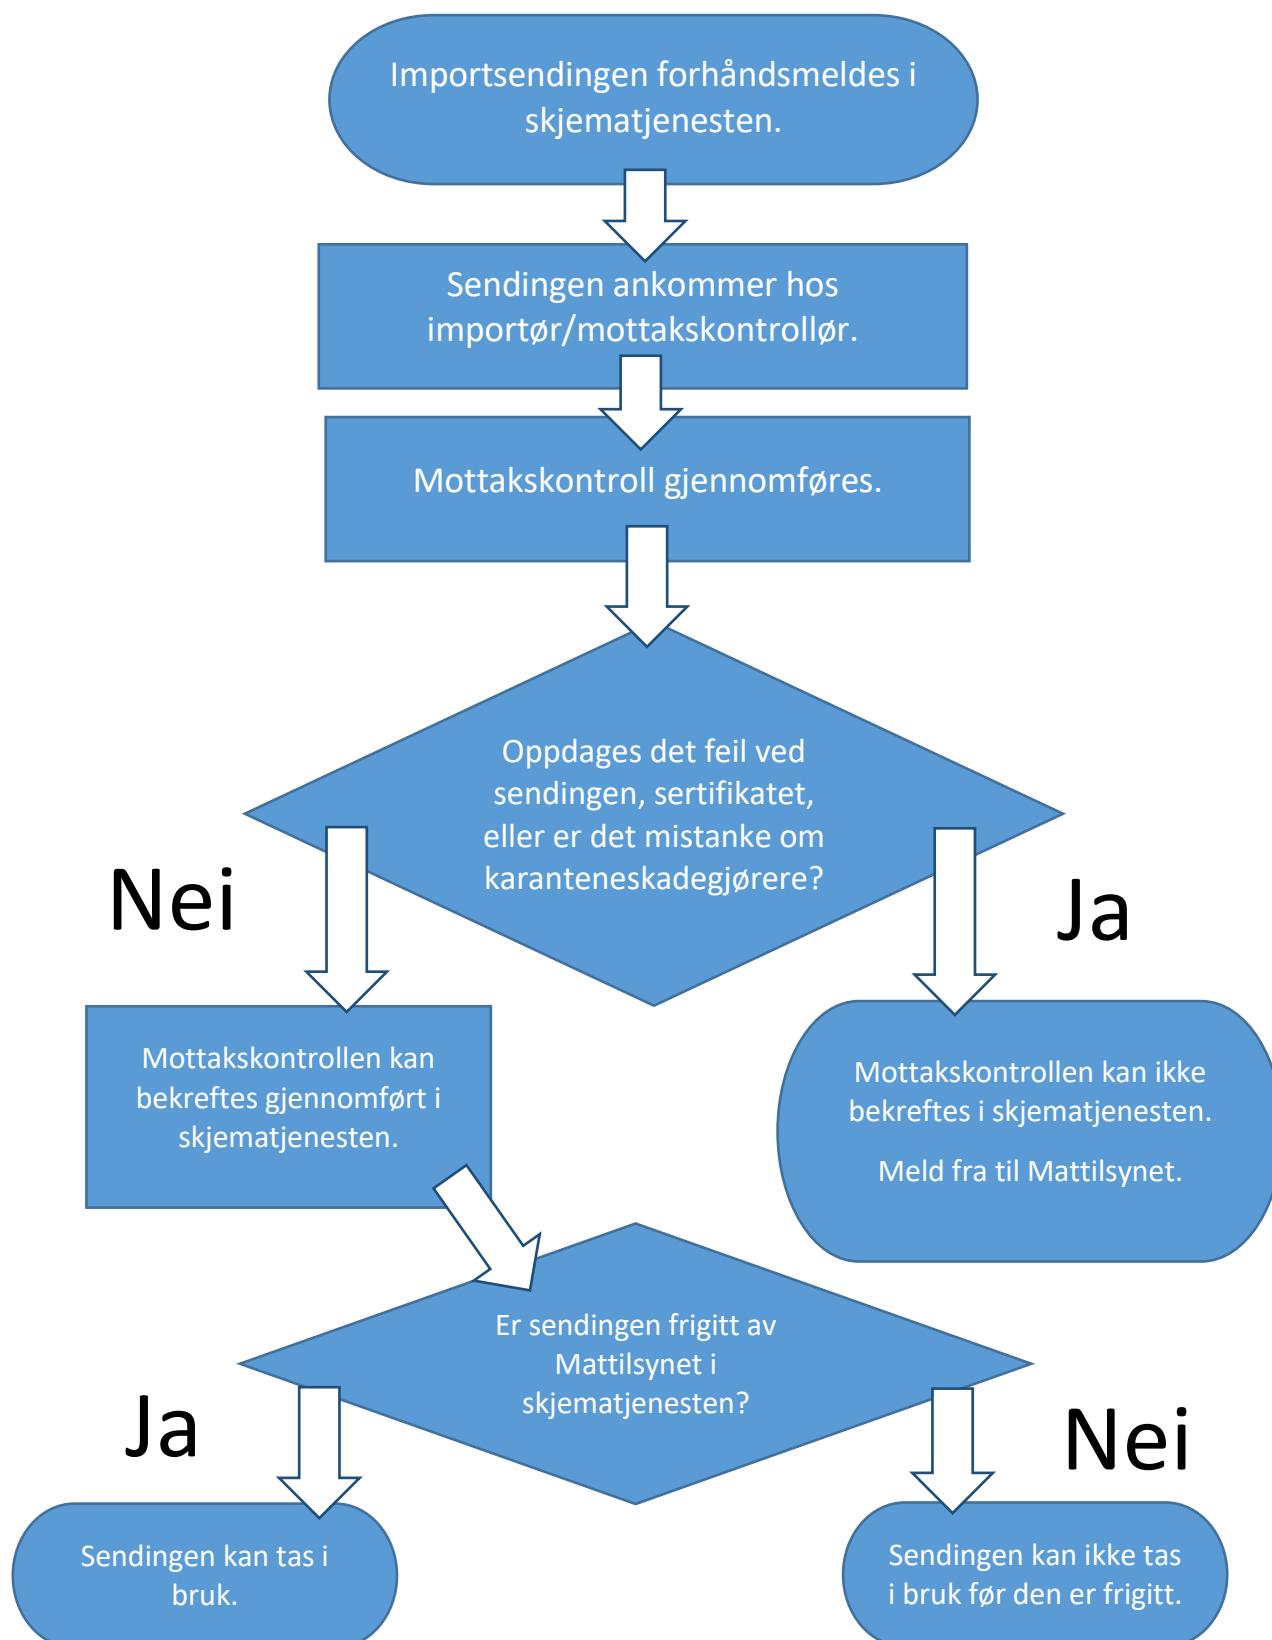 Importsendingen forhåndsmeldes i
skjematjenesten.
Sendingen ankommer hos
importør/mottakskontrollør.
Mottakskontroll gjennomføres.
Oppdages det feil ved
sendingen, sertifikatet,
eller er det mistanke om
karanteneskadegjørere?
Nei
Ja
Mottakskontrollen kan
bekreftes gjennomført i
skjematjenesten.
Mottakskontrollen kan ikke
bekreftes i skjematjenesten.
Meld fra til Mattilsynet.
Er sendingen frigitt av
Mattilsynet i
skjematjenesten?
Ja
Nei
Sendingen kan tas i
bruk.
Sendingen kan ikke tas
i bruk før den er frigitt.